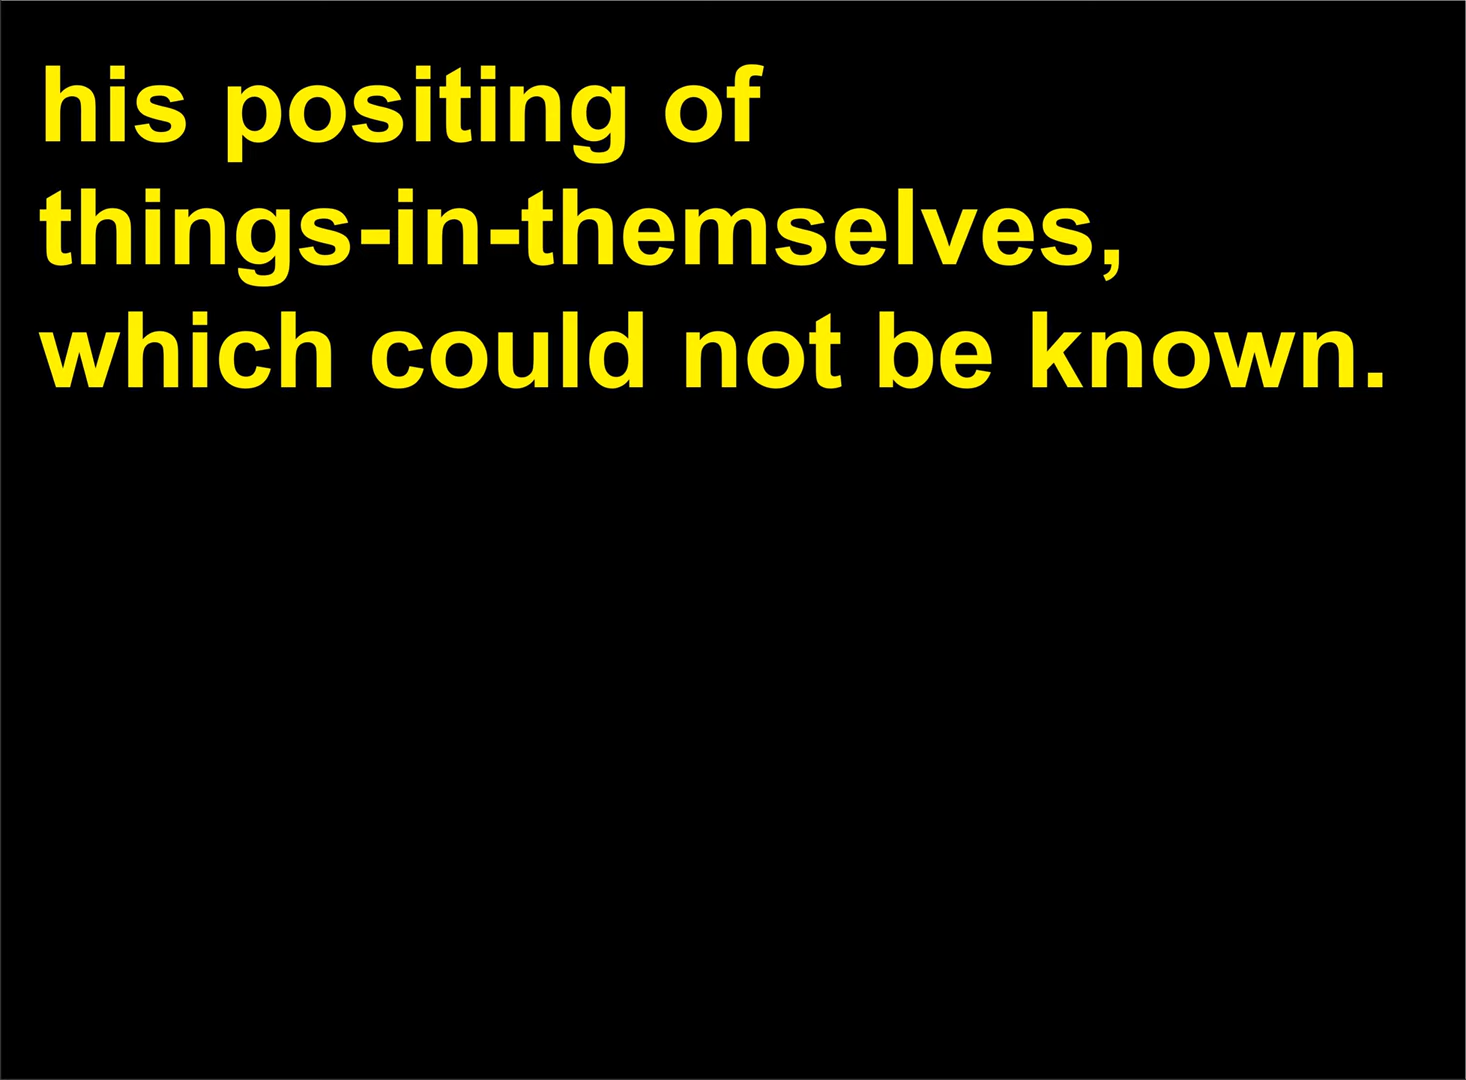 his positing of
things-in-themselves,
which could not be known.